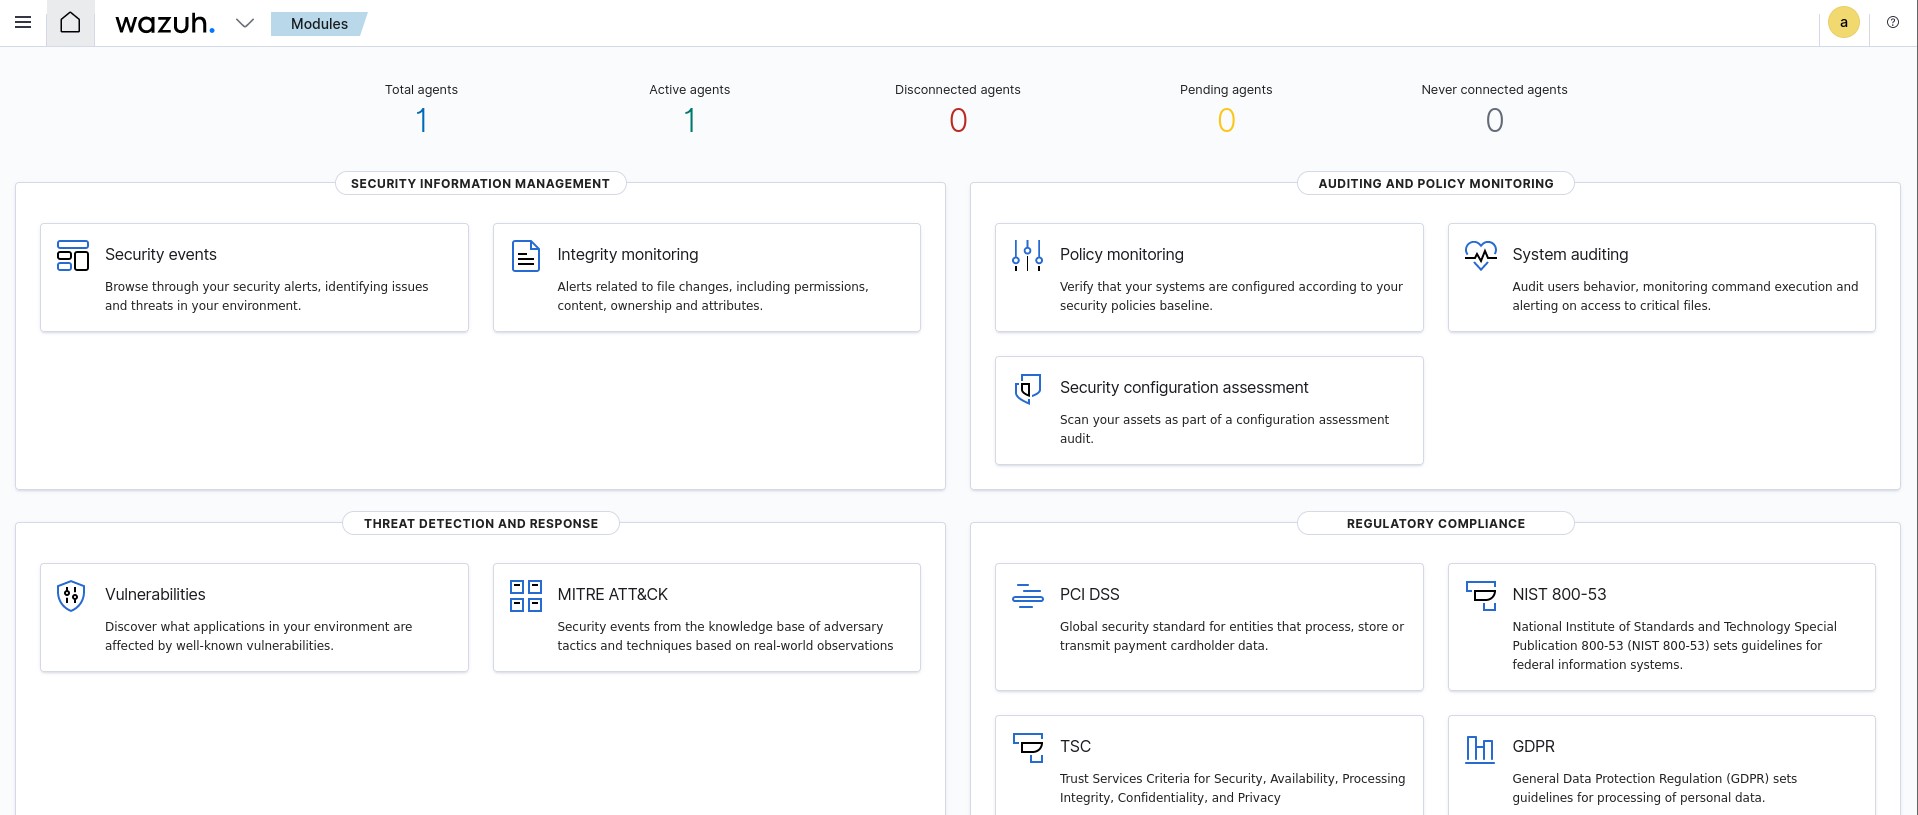 wazuh.
Modules
a
Total agents
1
Active agents
1
Disconnected agents
0
Pending agents
0
Never connected agents
0
SECURITY INFORMATION MANAGEMENT
Security events
Browse through your security alerts, identifying issues
and threats in your environment.
Integrity monitoring
Alerts related to file changes, including permissions,
content, ownership and attributes.
AUDITING AND POLICY MONITORING
Policy monitoring
Verify that your systems are configured according to your
security policies baseline.
System auditing
Audit users behavior, monitoring command execution and
alerting on access to critical files.
Security configuration assessment
Scan your assets as part of a configuration assessment
audit.
THREAT DETECTION AND RESPONSE
Vulnerabilities
Discover what applications in your environment are
affected by well-known vulnerabilities.
MITRE ATT&CK
Security events from the knowledge base of adversary
tactics and techniques based on real-world observations
REGULATORY COMPLIANCE
PCI DSS
Global security standard for entities that process, store or
transmit payment cardholder data.
NIST 800-53
National Institute of Standards and Technology Special
Publication 800-53 (NIST 800-53) sets guidelines for
federal information systems.
TSC
Trust Services Criteria for Security, Availability, Processing
Integrity, Confidentiality, and Privacy
GDPR
General Data Protection Regulation (GDPR) sets
guidelines for processing of personal data.